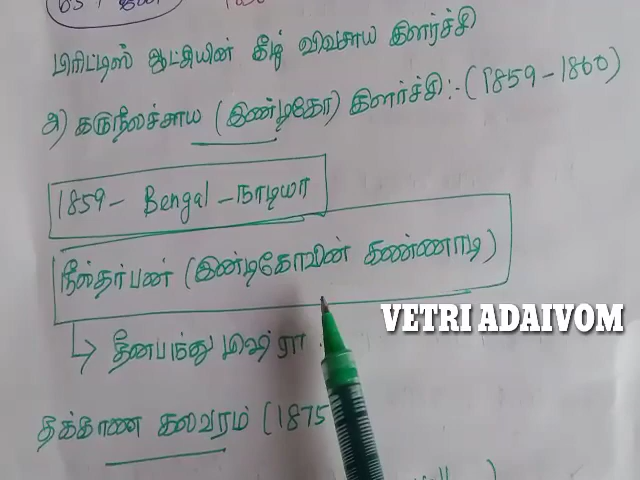 பிரிட்டிஸ் ஆட்சியின் கீழ் விவசாய கிளர்ச்சி
அ) கருநீலச்சாய (இண்டிகோ) கிளர்ச்சி:- (1859-1860)
1859 - Bengal - நாடியா
நீல்தர்பண் (இண்டிகோவின் கண்ணாடி)
VETRI ADAIVOM
தீனபந்து மித்ரா
தக்காண கலவரம் (1875